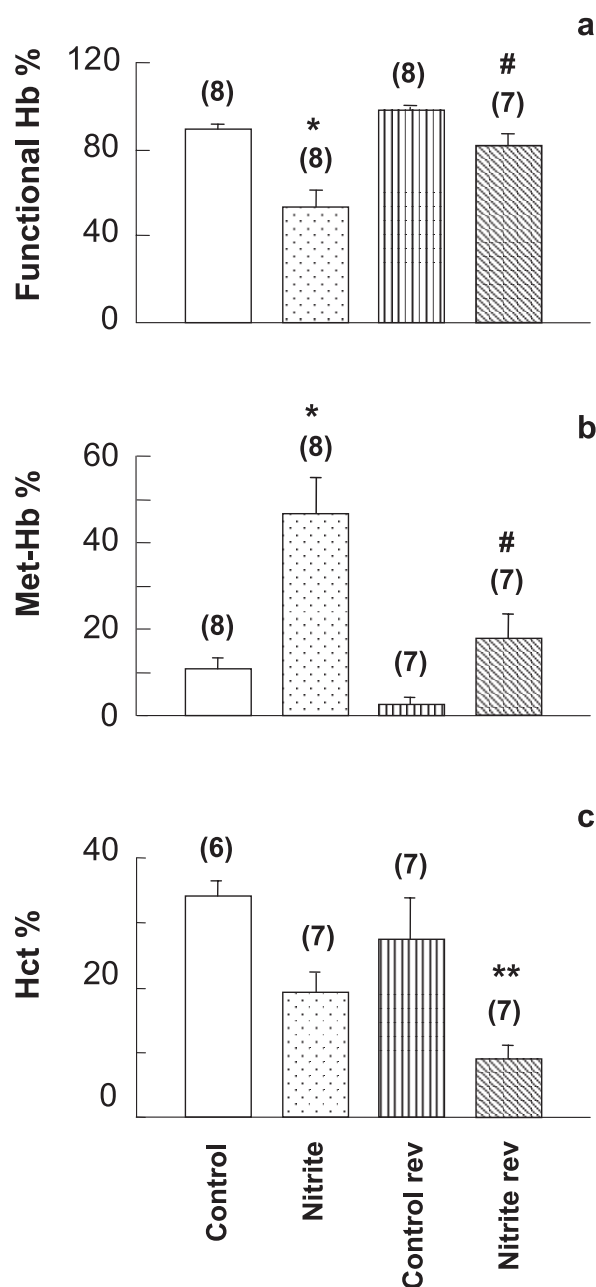 a
Functional Hb %
120
80
40
0
(8)
*
(8)
(8)
#
(7)
b
Met-Hb %
60
40
20
0
(8)
*
(8)
(7)
#
(7)
c
Hct %
40
20
0
(6)
(7)
(7)
**
(7)
Control
Nitrite
Control rev
Nitrite rev